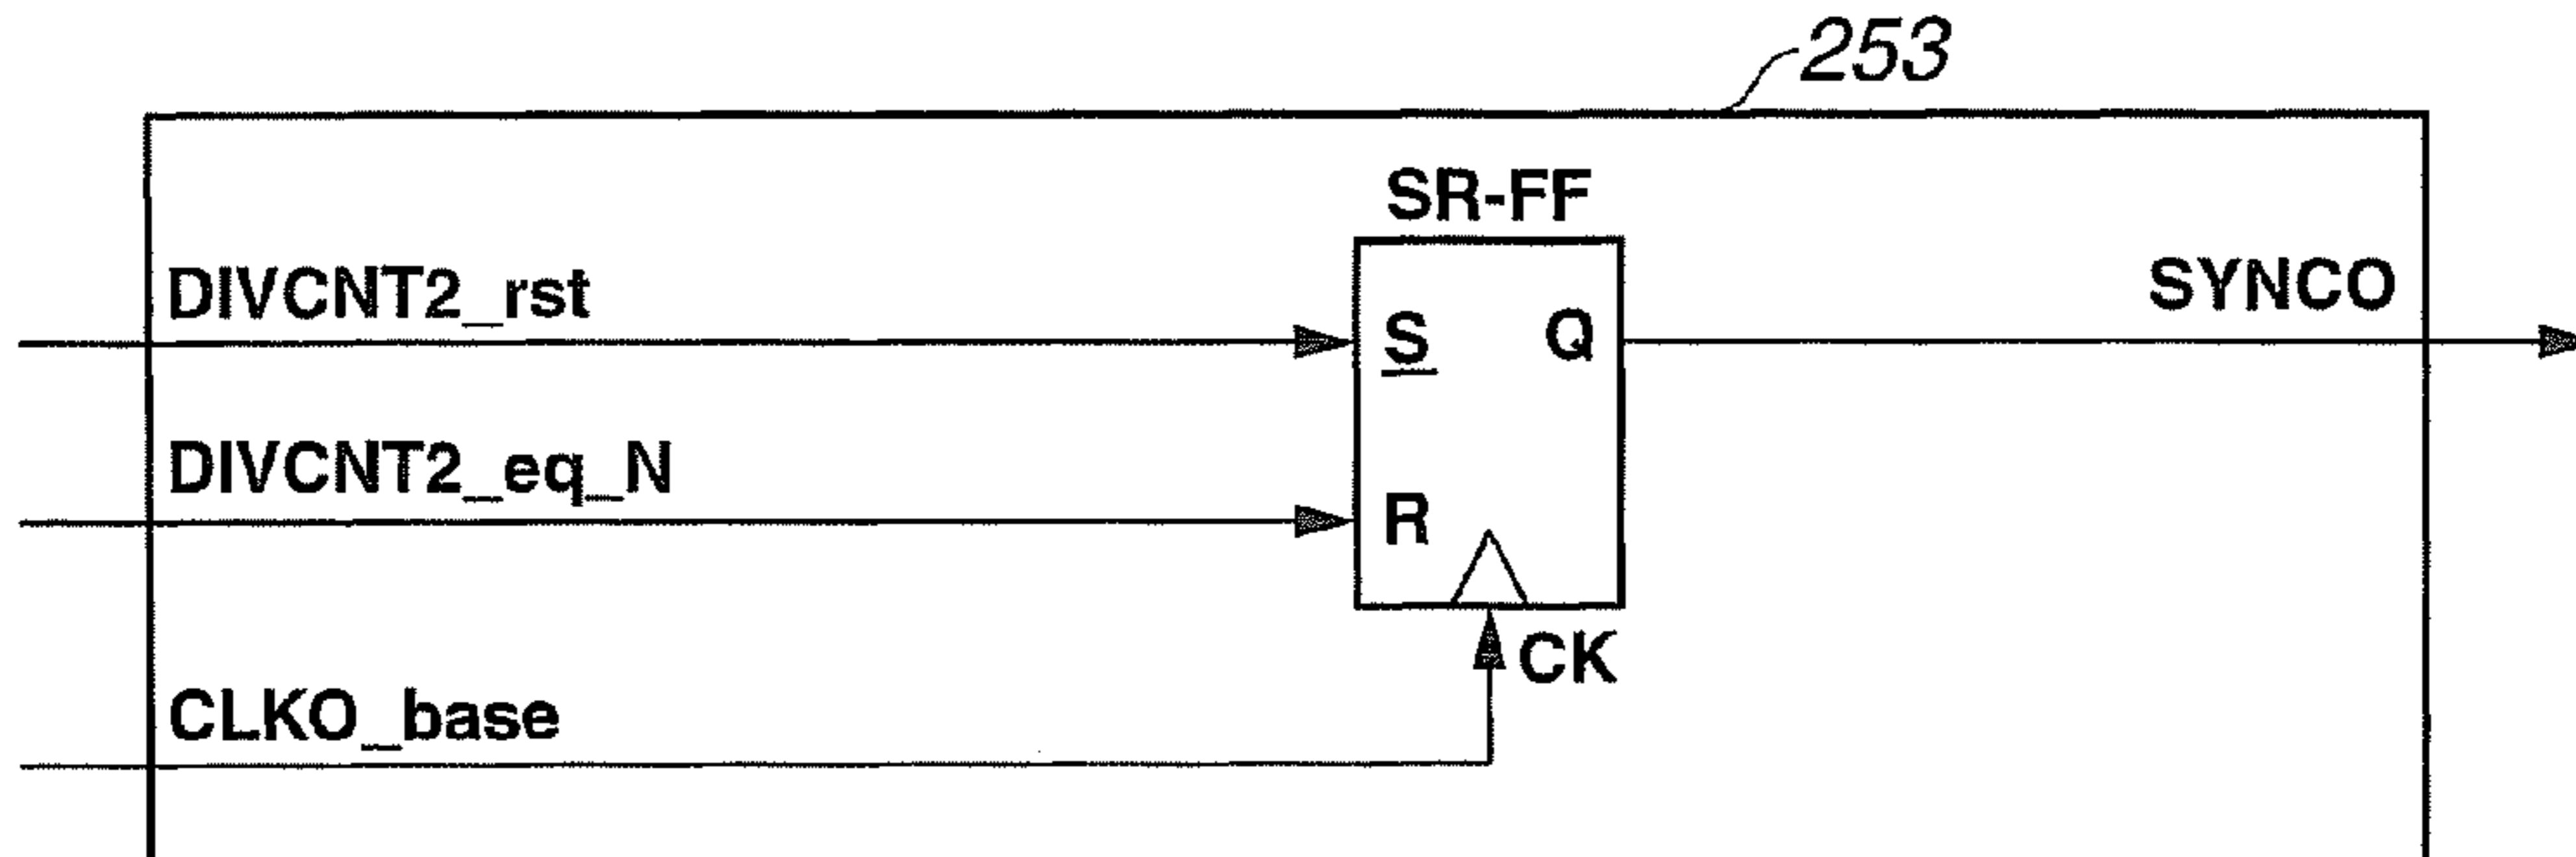 253
SR-FF
DIVCNT2_rst
S Q
SYNCO
DIVCNT2_eq_N
R
CK
CLKO_base